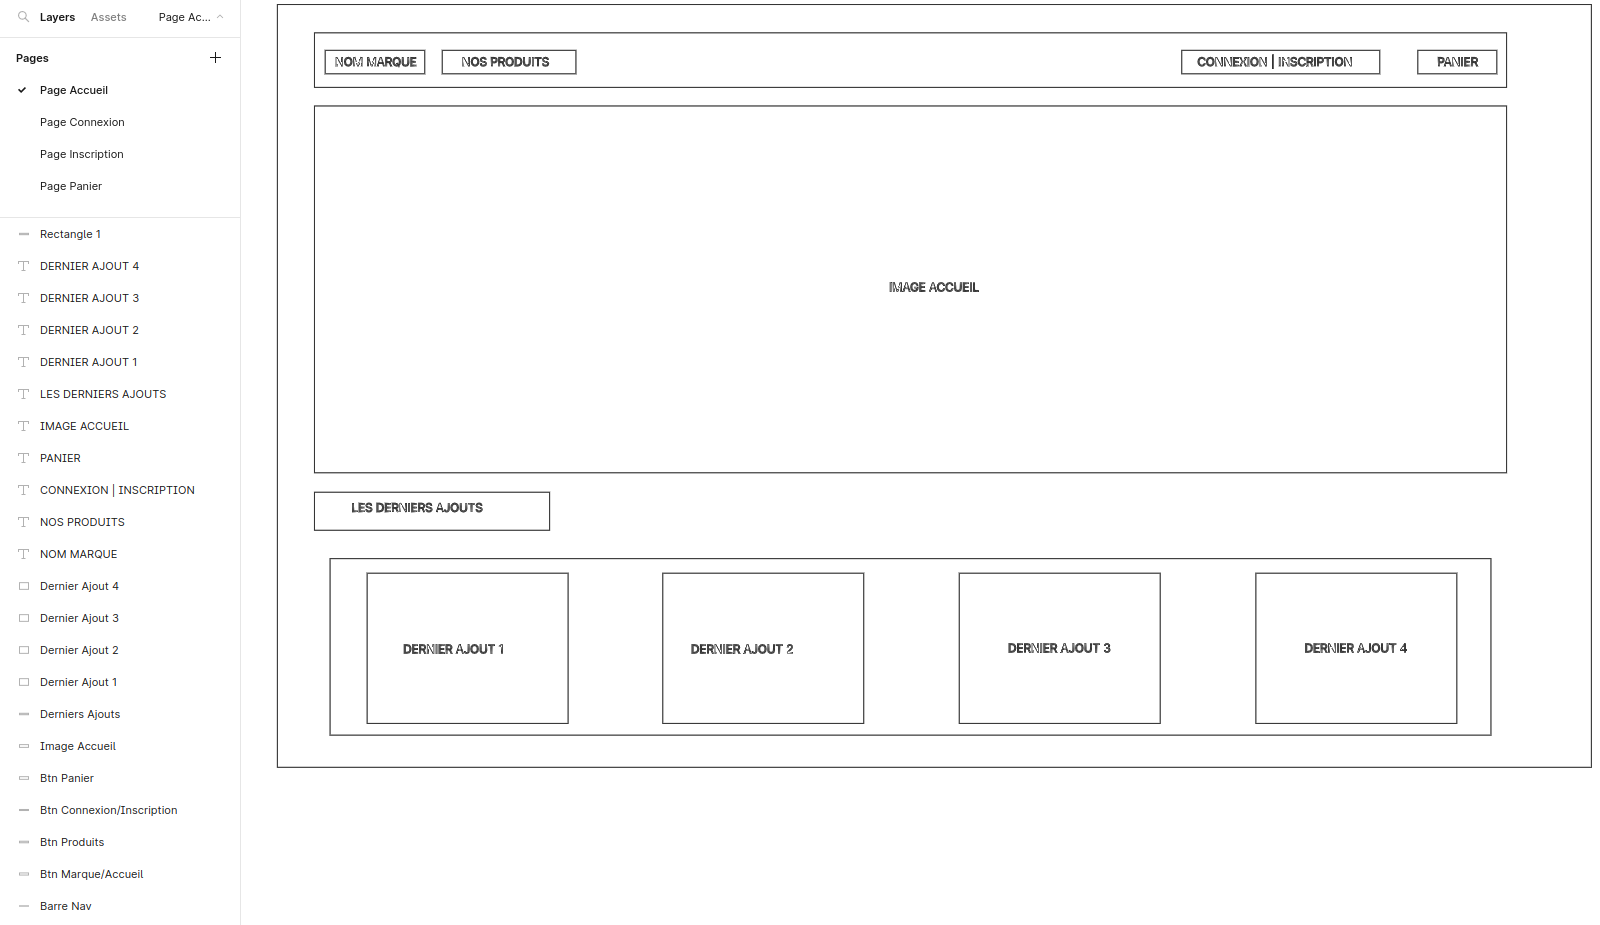 Layers Assets Page Ac...
Pages
Page Accueil
Page Connexion
Page Inscription
Page Panier
Rectangle 1
DERNIER AJOUT 4
DERNIER AJOUT 3
DERNIER AJOUT 2
DERNIER AJOUT 1
LES DERNIERS AJOUTS
IMAGE ACCUEIL
PANIER
CONNEXION | INSCRIPTION
NOS PRODUITS
NOM MARQUE
Dernier Ajout 4
Dernier Ajout 3
Dernier Ajout 2
Dernier Ajout 1
Derniers Ajouts
Image Accueil
Btn Panier
Btn Connexion/Inscription
Btn Produits
Btn Marque/Accueil
Barre Nav
NOM MARQUE NOS PRODUITS CONNEXION | INSCRIPTION PANIER
IMAGE ACCUEIL
LES DERNIERS AJOUTS
DERNIER AJOUT 1 DERNIER AJOUT 2 DERNIER AJOUT 3 DERNIER AJOUT 4